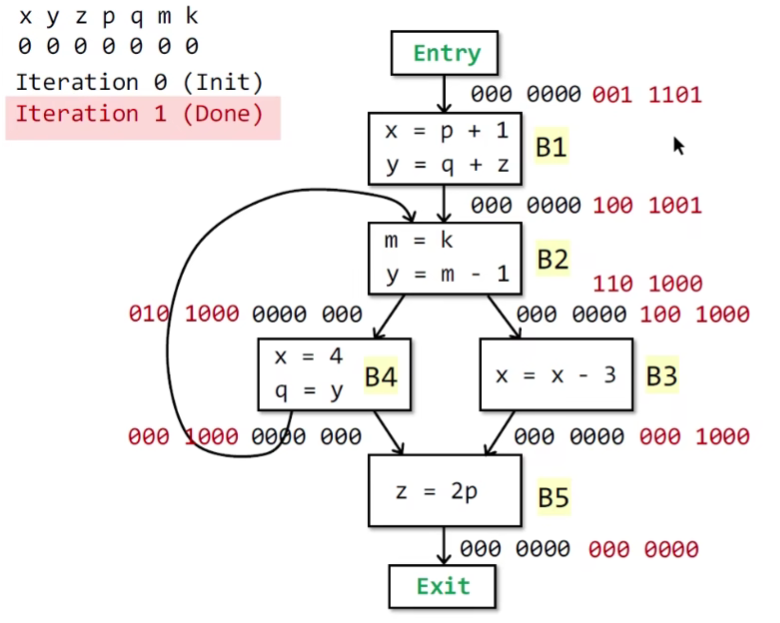 x y z p q m k
0 0 0 0 0 0 0
Iteration 0 (Init)
Iteration 1 (Done)
Entry
000 0000 001 1101
x = p + 1
y = q + z
B1
000 0000 100 1001
m = k
y = m - 1
B2
110 1000
010 1000 0000 000
000 0000 100 1000
x = 4
q = y
B4
x = x - 3
B3
000 1000 0000 000
000 0000 000 1000
z = 2p
B5
000 0000 000 0000
Exit